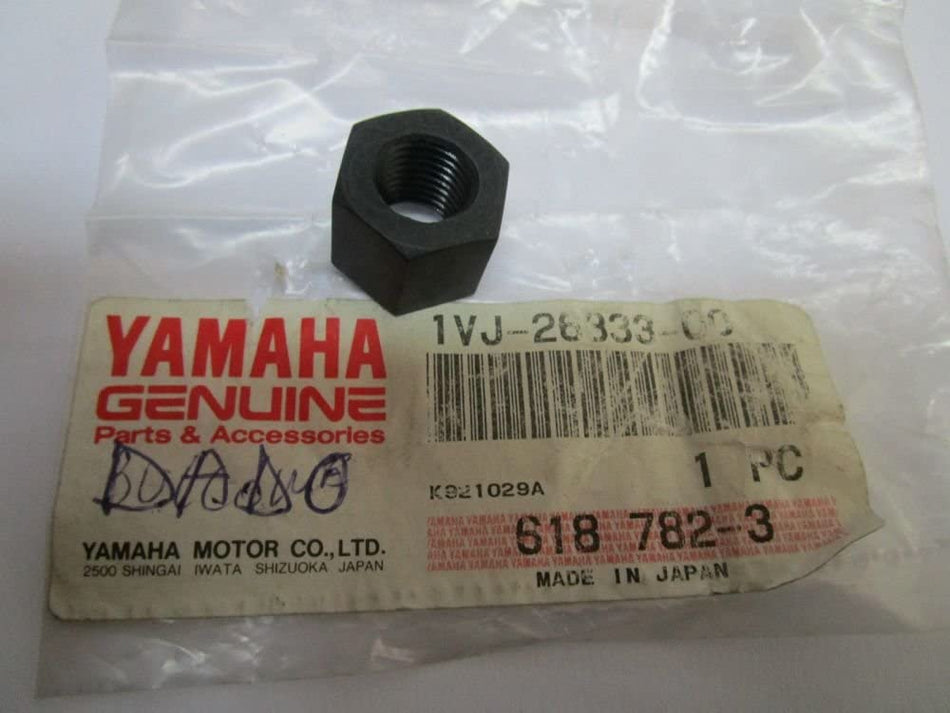 YAMAHA
GENUINE
Parts & Accessories
DADO
YAMAHA MOTOR CO.,LTD.
2500 SHINGAI IWATA SHIZUOKA JAPAN
1VJ-28333-00
1 PC
K921029A
618 782-3
MADE IN JAPAN